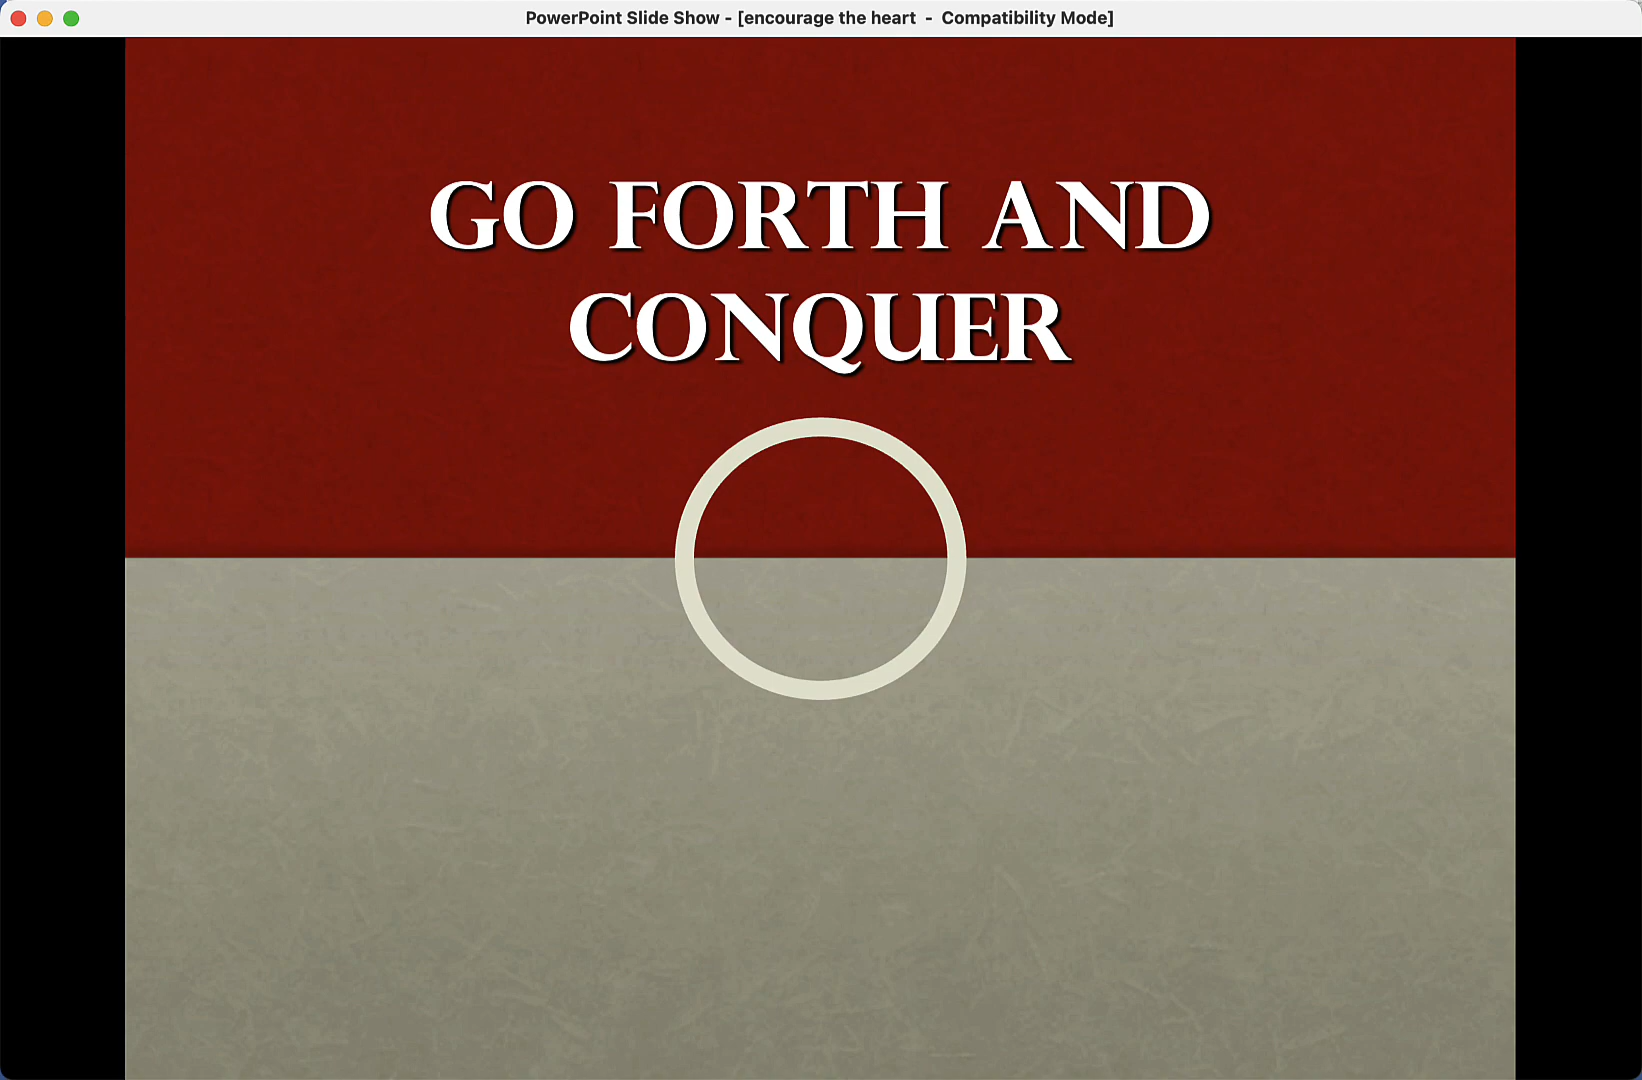 PowerPoint Slide Show - [encourage the heart  -  Compatibility Mode]
GO FORTH AND
CONQUER